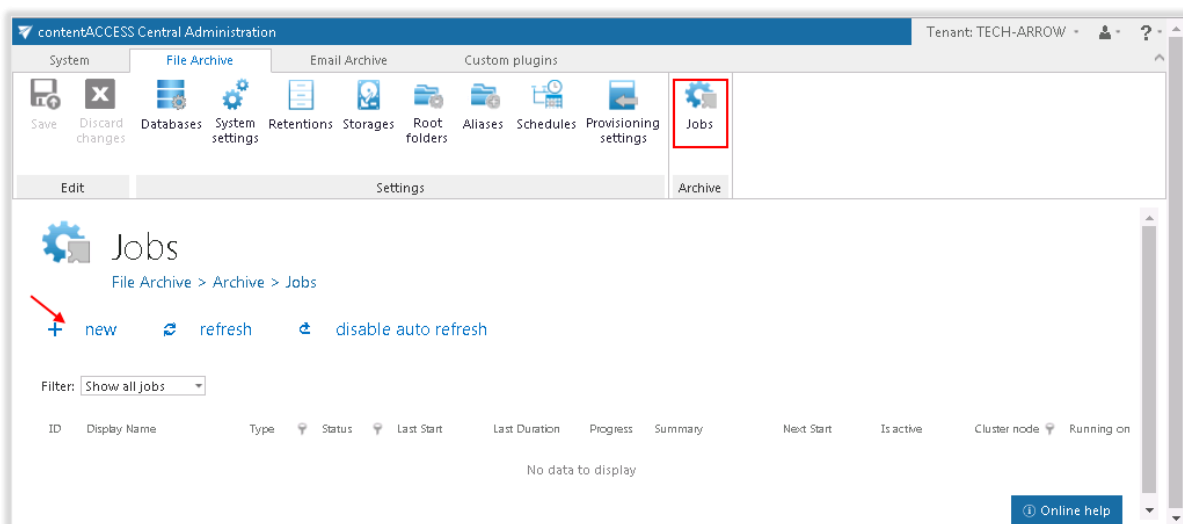 contentACCESS Central Administration
Tenant: TECH-ARROW
?
System
File Archive
Email Archive
Custom plugins
Save
Discard changes
Databases
System settings
Retentions
Storages
Root folders
Aliases
Schedules
Provisioning settings
Jobs
Edit
Settings
Archive
Jobs
File Archive > Archive > Jobs
+ new
refresh
disable auto refresh
Filter: Show all jobs
ID Display Name Type Status Last Start Last Duration Progress Summary Next Start Is active Cluster node Running on
No data to display
Online help